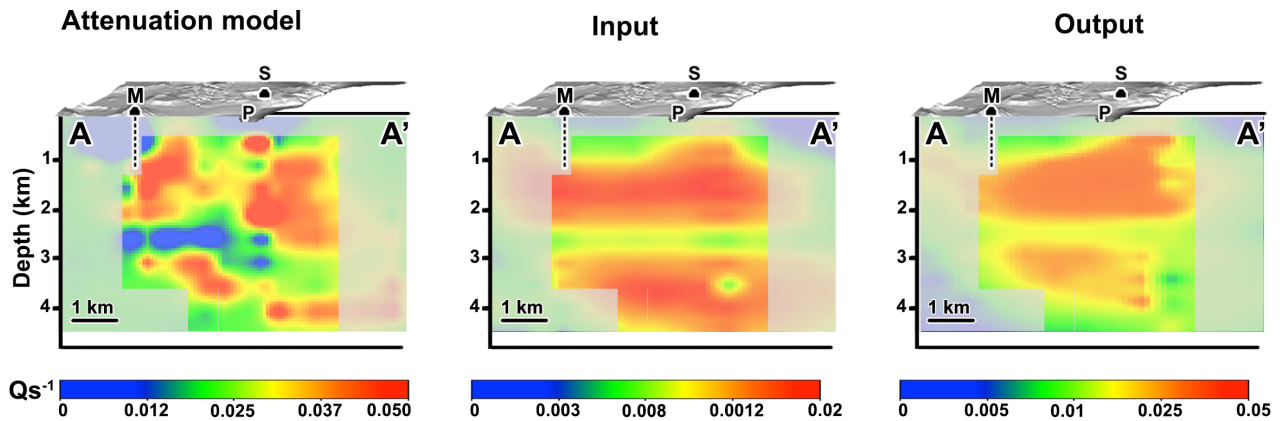 Attenuation model Input Output
S S S
M M M
P P P
A A’ A A’ A A’
Depth (km)
1 1 1
2 2 2
3 3 3
4 4 4
1 km 1 km 1 km
Qs-1
0 0.012 0.025 0.037 0.050 0 0.003 0.008 0.0012 0.02 0 0.005 0.01 0.025 0.05